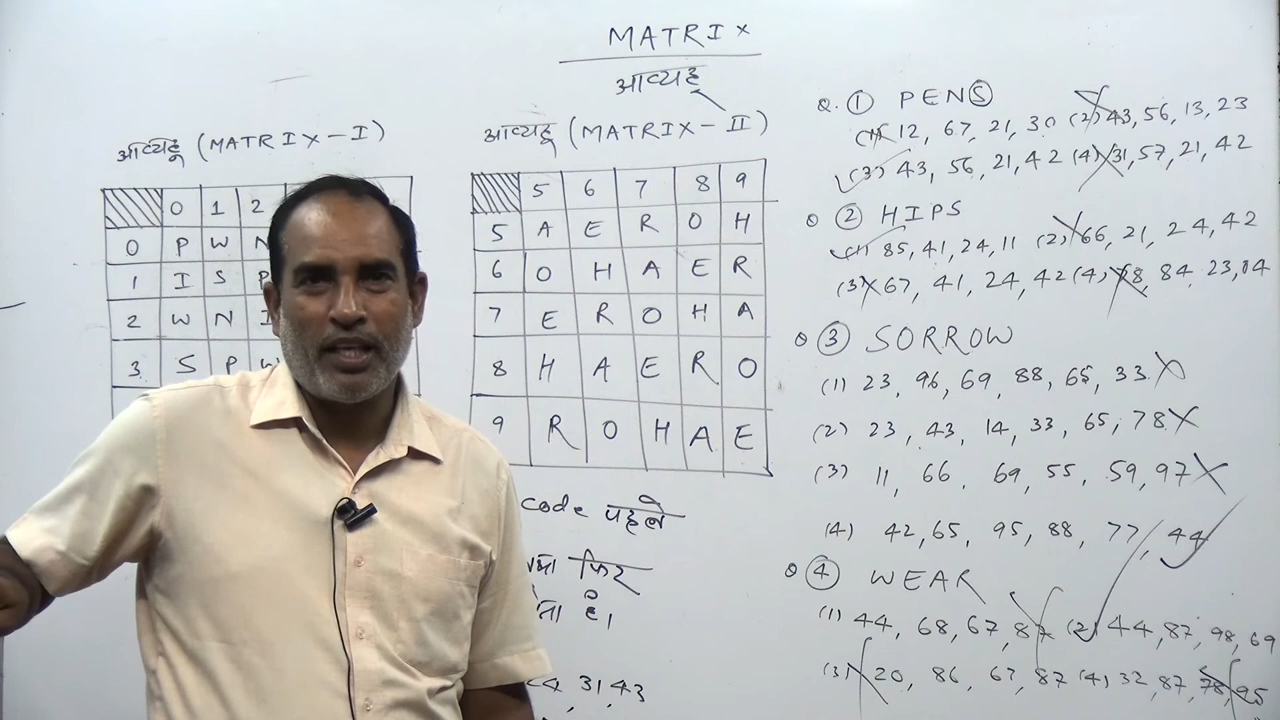 MATRIX
आव्यहू
आव्यहू (MATRIX-I)
0 1 2
0 P W N
1 I S P
2 W N I
3 S P W
आव्यहू (MATRIX-II)
5 6 7 8 9
5 A E R O H
6 O H A E R
7 E R O H A
8 H A E R O
9 R O H A E
code पहले
फिर
है।
31, 43
Q. ① PENⓈ
(1) 12, 67, 21, 30 (2) 43, 56, 13, 23
(3) 43, 56, 21, 42 (4) 31, 57, 21, 42
Q ② HIPS
(1) 85, 41, 24, 11 (2) 66, 21, 24, 42
(3) 67, 41, 24, 42 (4) 78, 84, 23, 04
Q ③ SORROW
(1) 23, 96, 69, 88, 65, 33
(2) 23, 43, 14, 33, 65, 78
(3) 11, 66, 69, 55, 59, 97
(4) 42, 65, 95, 88, 77, 44
Q ④ WEAR
(1) 44, 68, 67, 87 (2) 44, 87, 98, 69
(3) 20, 86, 67, 87 (4) 32, 87, 78, 95